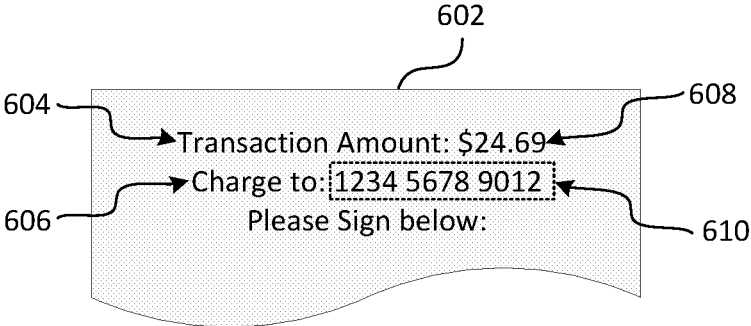 602
604
608
Transaction Amount: $24.69
Charge to: 1234 5678 9012
606
Please Sign below:
610